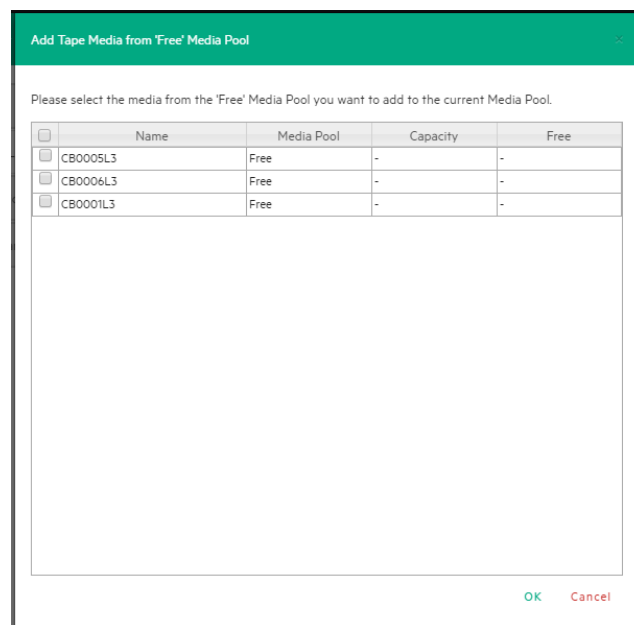 Add Tape Media from 'Free' Media Pool
Please select the media from the 'Free' Media Pool you want to add to the current Media Pool.
Name Media Pool Capacity Free
CB0005L3 Free - -
CB0006L3 Free - -
CB0001L3 Free - -
OK Cancel